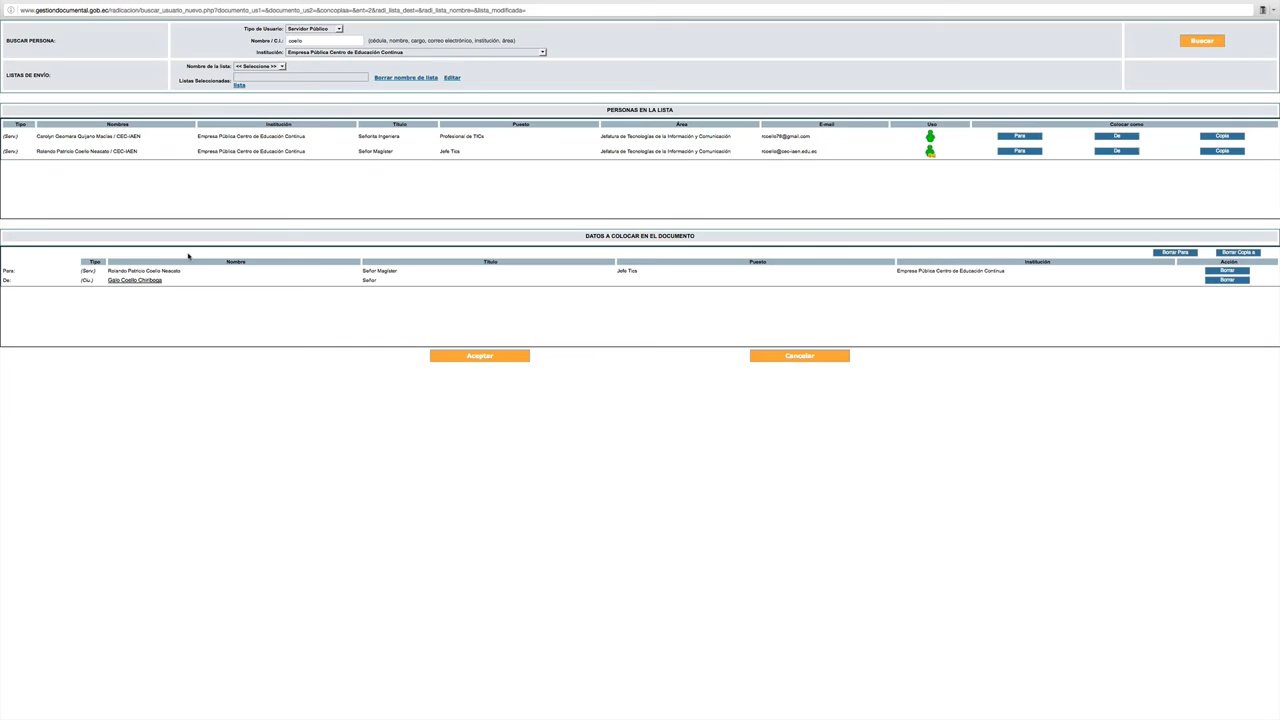 www.gestiondocumental.gob.ec/radicacion/buscar_usuario_nuevo.php?documento_us1=&documento_us2=&concopiaa=&ent=2&radi_lista_dest=&radi_lista_nombre=&lista_modificada=
BUSCAR PERSONA:
Tipo de Usuario: Servidor Público
Nombre / C.I.: coello (cédula, nombre, cargo, correo electrónico, institución, área)
Institución: Empresa Pública Centro de Educación Continua
Buscar
LISTAS DE ENVÍO:
Nombre de la lista: << Seleccione >>
Listas Seleccionadas: Borrar nombre de lista Editar
lista
PERSONAS EN LA LISTA
Tipo Nombres Institución Título Puesto Área E-mail Uso Colocar como
(Serv.) Carolyn Geomara Quijano Macias / CEC-IAEN Empresa Pública Centro de Educación Continua Señorita Ingeniera Profesional de TICs Jefatura de Tecnologías de la Información y Comunicación rcoello78@gmail.com Para De Copia
(Serv.) Rolando Patricio Coello Neacato / CEC-IAEN Empresa Pública Centro de Educación Continua Señor Magíster Jefe Tics Jefatura de Tecnologías de la Información y Comunicación rcoello@cec-iaen.edu.ec Para De Copia
DATOS A COLOCAR EN EL DOCUMENTO
Borrar Para Borrar Copia a
Tipo Nombre Título Puesto Institución Acción
Para: (Serv.) Rolando Patricio Coello Neacato Señor Magíster Jefe Tics Empresa Pública Centro de Educación Continua Borrar
De: (Ciu.) Galo Coello Chiriboga Señor Borrar
Aceptar Cancelar